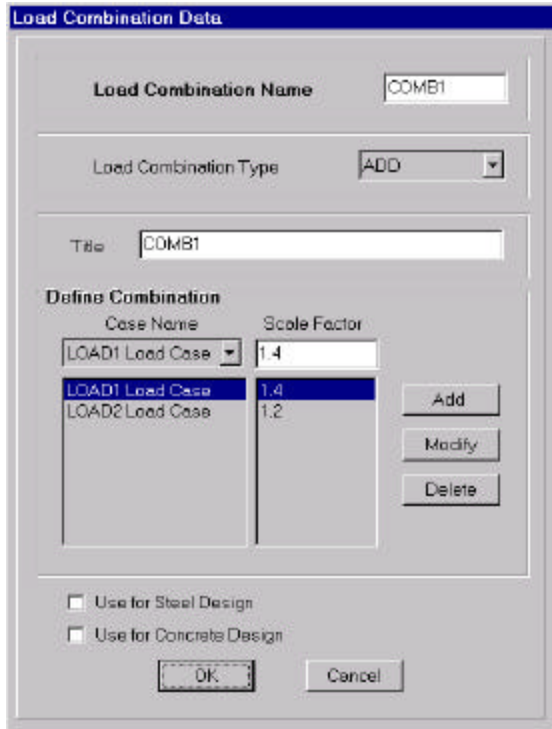 Load Combination Data
Load Combination Name COMB1
Load Combination Type ADD
Title COMB1
Define Combination
Case Name Scale Factor
LOAD1 Load Case 1.4
LOAD1 Load Case 1.4
LOAD2 Load Case 1.2
Add
Modify
Delete
Use for Steel Design
Use for Concrete Design
OK Cancel